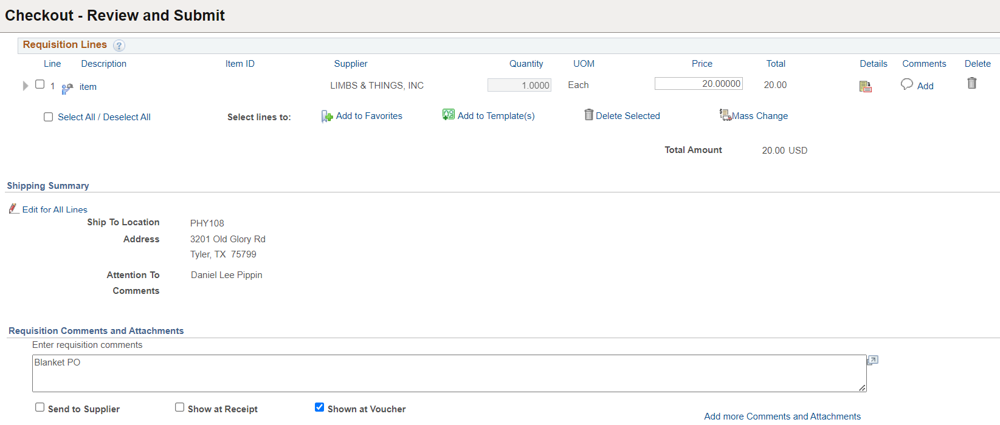 Checkout - Review and Submit
Requisition Lines ?
Line Description Item ID Supplier Quantity UOM Price Total Details Comments Delete
1 item LIMBS & THINGS, INC 1.0000 Each 20.00000 20.00 Add
Select All / Deselect All Select lines to: Add to Favorites Add to Template(s) Delete Selected Mass Change
Total Amount 20.00 USD
Shipping Summary
Edit for All Lines
Ship To Location PHY108
Address 3201 Old Glory Rd
Tyler, TX 75799
Attention To Daniel Lee Pippin
Comments
Requisition Comments and Attachments
Enter requisition comments
Blanket PO
Send to Supplier Show at Receipt Shown at Voucher
Add more Comments and Attachments